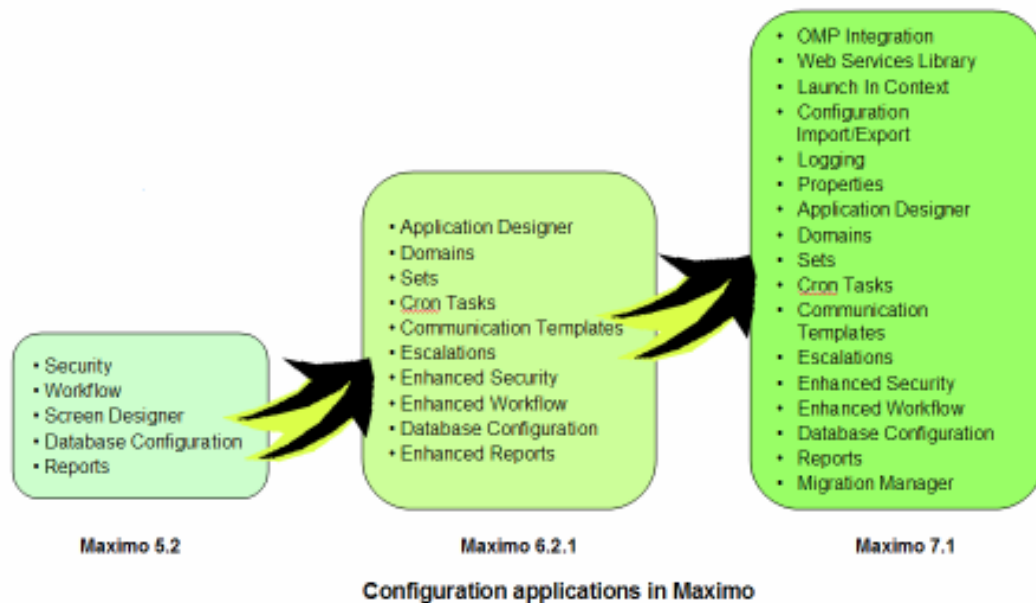 • Security
• Workflow
• Screen Designer
• Database Configuration
• Reports
Maximo 5.2
• Application Designer
• Domains
• Sets
• Cron Tasks
• Communication Templates
• Escalations
• Enhanced Security
• Enhanced Workflow
• Database Configuration
• Enhanced Reports
Maximo 6.2.1
• OMP Integration
• Web Services Library
• Launch In Context
• Configuration
Import/Export
• Logging
• Properties
• Application Designer
• Domains
• Sets
• Cron Tasks
• Communication
Templates
• Escalations
• Enhanced Security
• Enhanced Workflow
• Database Configuration
• Reports
• Migration Manager
Maximo 7.1
Configuration applications in Maximo